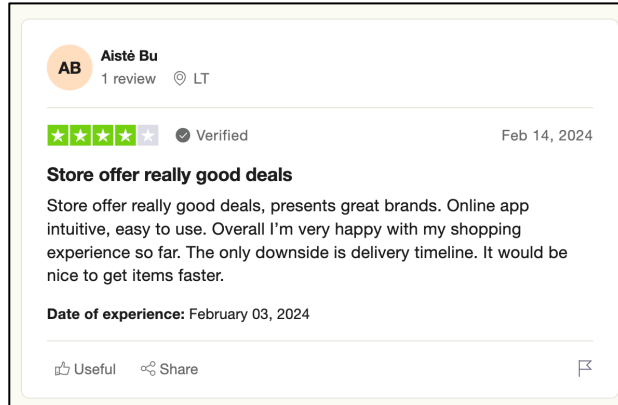 Aistė Bu
AB
1 review LT
Verified Feb 14, 2024
Store offer really good deals
Store offer really good deals, presents great brands. Online app
intuitive, easy to use. Overall I’m very happy with my shopping
experience so far. The only downside is delivery timeline. It would be
nice to get items faster.
Date of experience: February 03, 2024
Useful Share